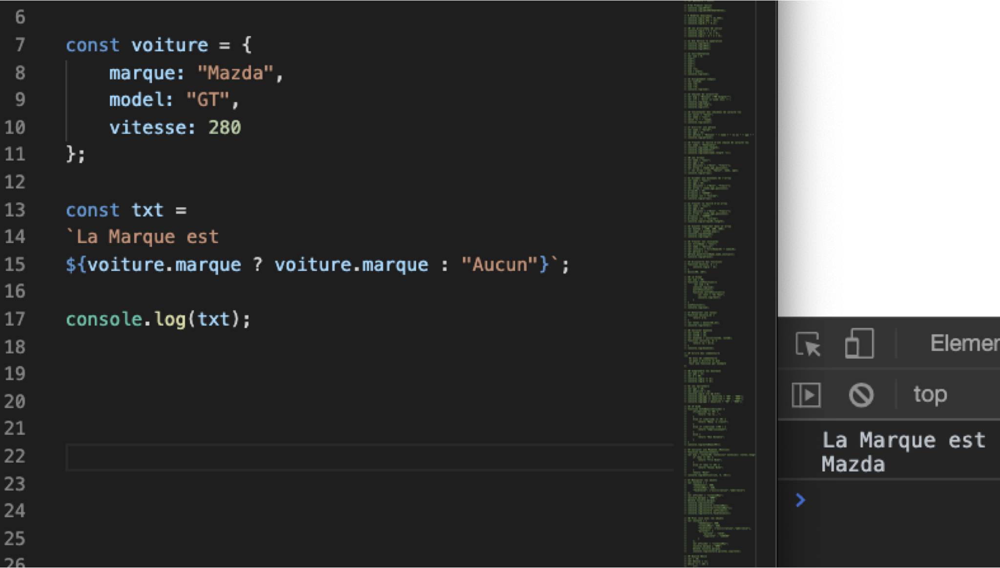 6
7 const voiture = {
8 marque: "Mazda",
9 model: "GT",
10 vitesse: 280
11 };
12
13 const txt =
14 `La Marque est
15 ${voiture.marque ? voiture.marque : "Aucun"}`;
16
17 console.log(txt);
18
19
20
21
22
23
24
25
26
Elemen
top
La Marque est
Mazda